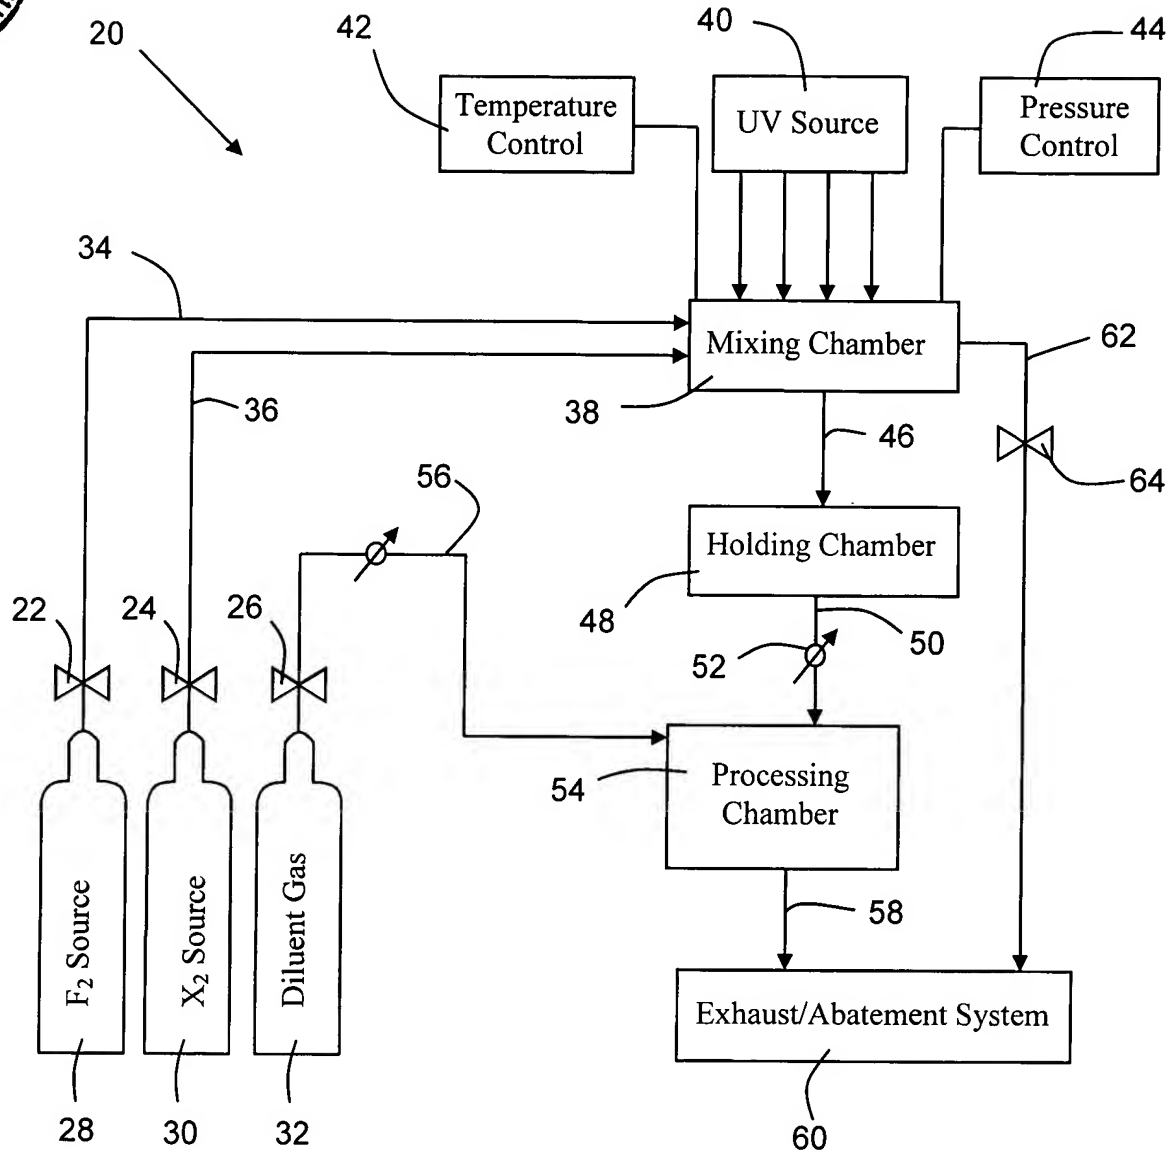 20
42
40
44
Temperature
Control
UV Source
Pressure
Control
34
Mixing Chamber
62
36
38
46
64
56
Holding Chamber
22
24
26
48
50
52
54
Processing
Chamber
58
F₂ Source
X₂ Source
Diluent Gas
Exhaust/Abatement System
28
30
32
60